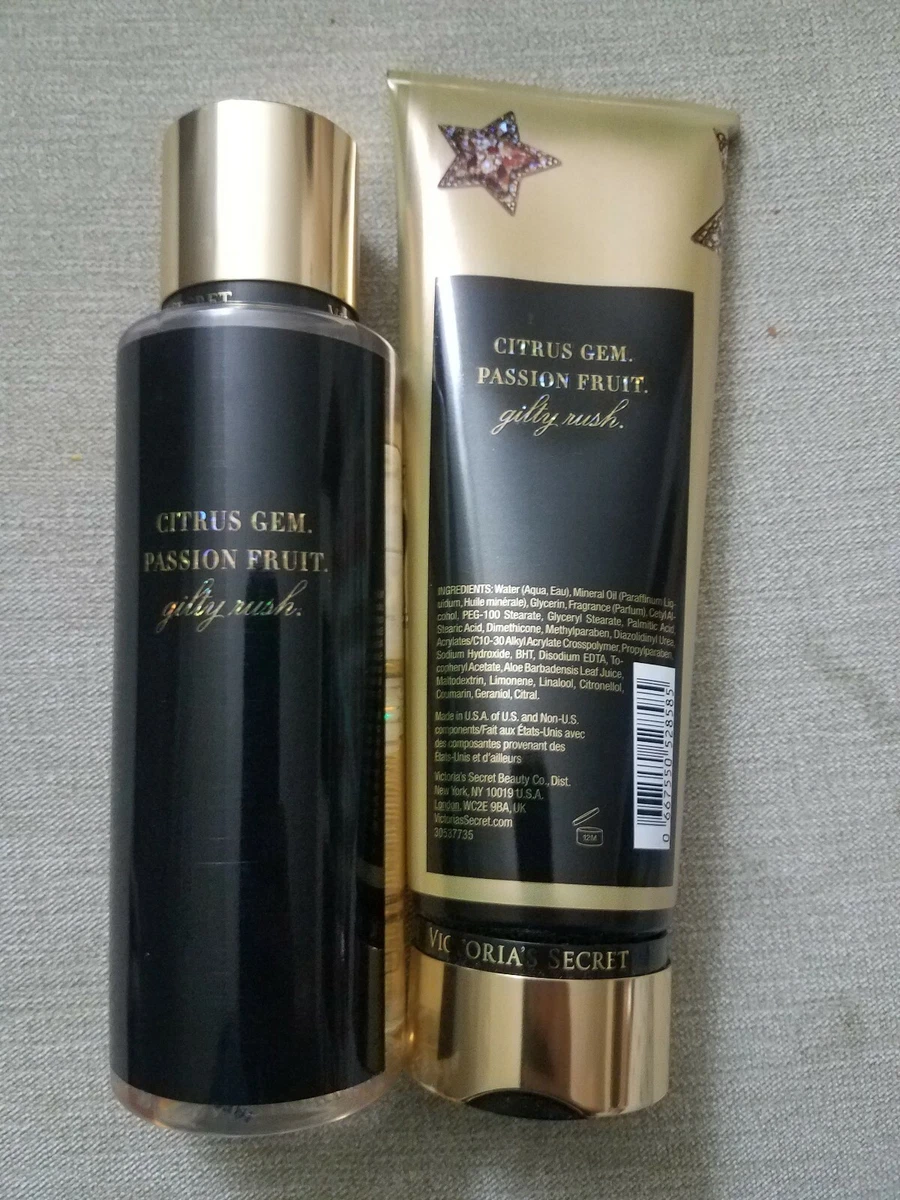 CRET
CITRUS GEM.
PASSION FRUIT.
gilty rush.
CITRUS GEM.
PASSION FRUIT.
gilty rush.
INGREDIENTS: Water (Aqua, Eau), Mineral Oil (Paraffinum Liq-
uidum, Huile minérale), Glycerin, Fragrance (Parfum), Cetyl Al-
cohol, PEG-100 Stearate, Glyceryl Stearate, Palmitic Acid,
Stearic Acid, Dimethicone, Methylparaben, Diazolidinyl Urea,
Acrylates/C10-30 Alkyl Acrylate Crosspolymer, Propylparaben,
Sodium Hydroxide, BHT, Disodium EDTA, To-
copheryl Acetate, Aloe Barbadensis Leaf Juice,
Maltodextrin, Limonene, Linalool, Citronellol,
Coumarin, Geraniol, Citral.
Made in U.S.A. of U.S. and Non-U.S.
components/Fait aux États-Unis avec
des composantes provenant des
États-Unis et d'ailleurs
Victoria's Secret Beauty Co., Dist.
New York, NY 10019 U.S.A.
London, WC2E 9BA, UK
VictoriasSecret.com
30537735
12M
0 667550 528585
VICTORIA'S SECRET